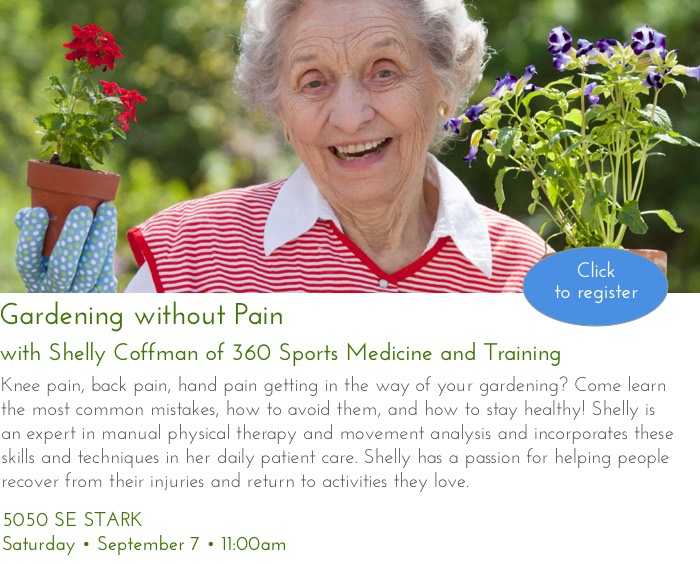 Click
to register
Gardening without Pain
with Shelly Coffman of 360 Sports Medicine and Training
Knee pain, back pain, hand pain getting in the way of your gardening? Come learn
the most common mistakes, how to avoid them, and how to stay healthy! Shelly is
an expert in manual physical therapy and movement analysis and incorporates these
skills and techniques in her daily patient care. Shelly has a passion for helping people
recover from their injuries and return to activities they love.
5050 SE STARK
Saturday • September 7 • 11:00am